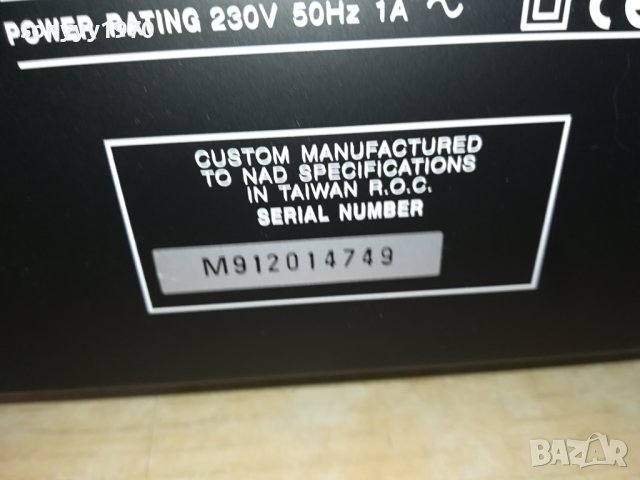 POWER RATING 230V 50Hz 1A ~
CUSTOM MANUFACTURED
TO NAD SPECIFICATIONS
IN TAIWAN R.O.C.
SERIAL NUMBER
M912014749
BAZAR